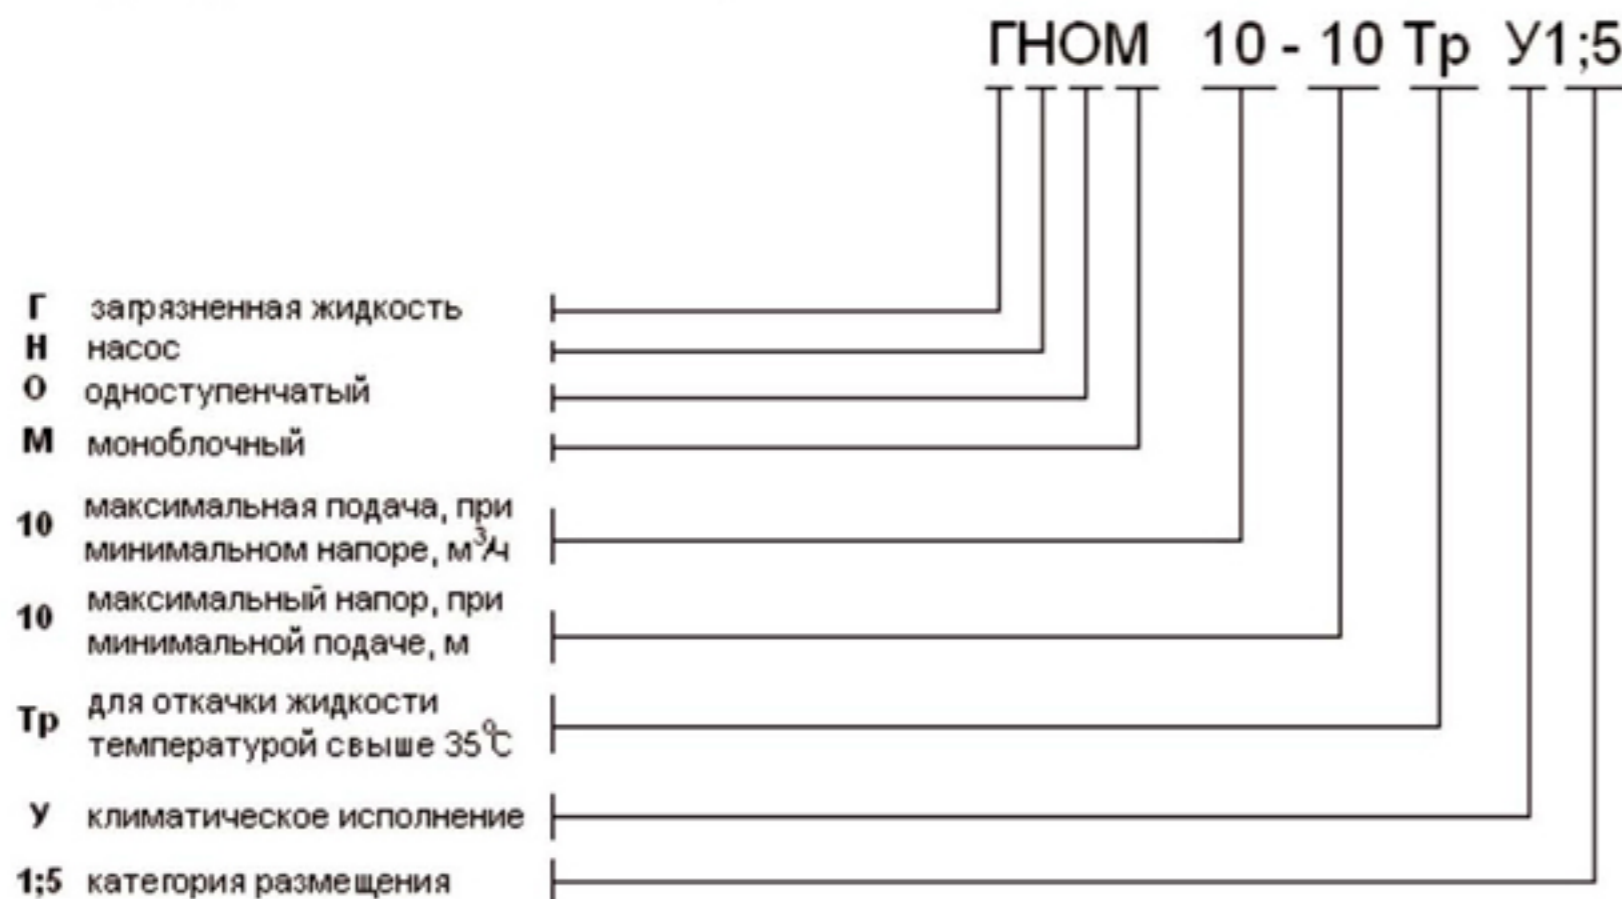 ГНОМ 10 - 10 Тр У1;5
Г загрязненная жидкость
Н насос
О одноступенчатый
М моноблочный
10 максимальная подача, при
минимальном напоре, м³/ч
10 максимальный напор, при
минимальной подаче, м
Тр для откачки жидкости
температурой свыше 35°С
У климатическое исполнение
1;5 категория размещения